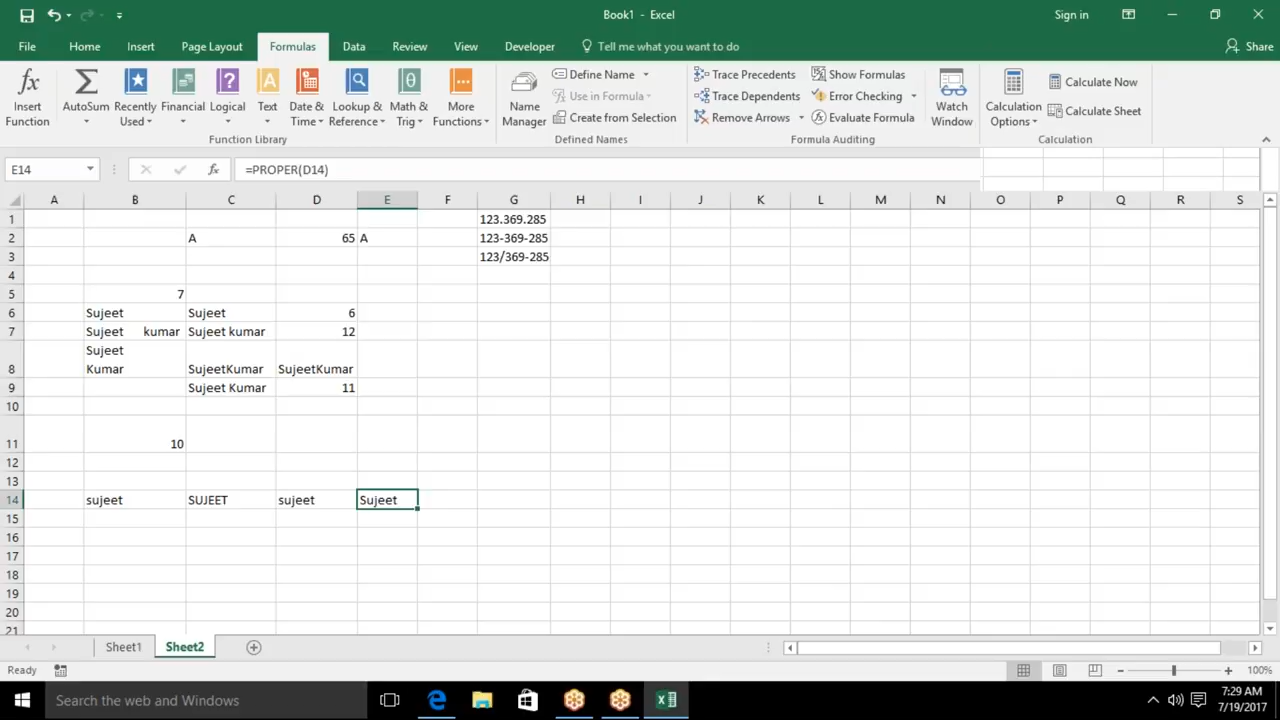 Book1 - Excel
Sign in
File Home Insert Page Layout Formulas Data Review View Developer Tell me what you want to do Share
Insert Function
AutoSum
Recently Used
Financial
Logical
Text
Date & Time
Lookup & Reference
Math & Trig
More Functions
Function Library
Name Manager
Define Name
Use in Formula
Create from Selection
Defined Names
Trace Precedents
Trace Dependents
Remove Arrows
Show Formulas
Error Checking
Evaluate Formula
Formula Auditing
Watch Window
Calculation Options
Calculate Now
Calculate Sheet
Calculation
E14 fx =PROPER(D14)
A B C D E F G H I J K L M N O P Q R S
1 123.369.285
2 A 65 A 123-369-285
3 123/369-285
4
5 7
6 Sujeet Sujeet 6
7 Sujeet kumar Sujeet kumar 12
Sujeet
8 Kumar SujeetKumar SujeetKumar
9 Sujeet Kumar 11
10
11 10
12
13
14 sujeet SUJEET sujeet Sujeet
15
16
17
18
19
20
21
Sheet1 Sheet2
Ready 100%
Search the web and Windows
7:29 AM
7/19/2017